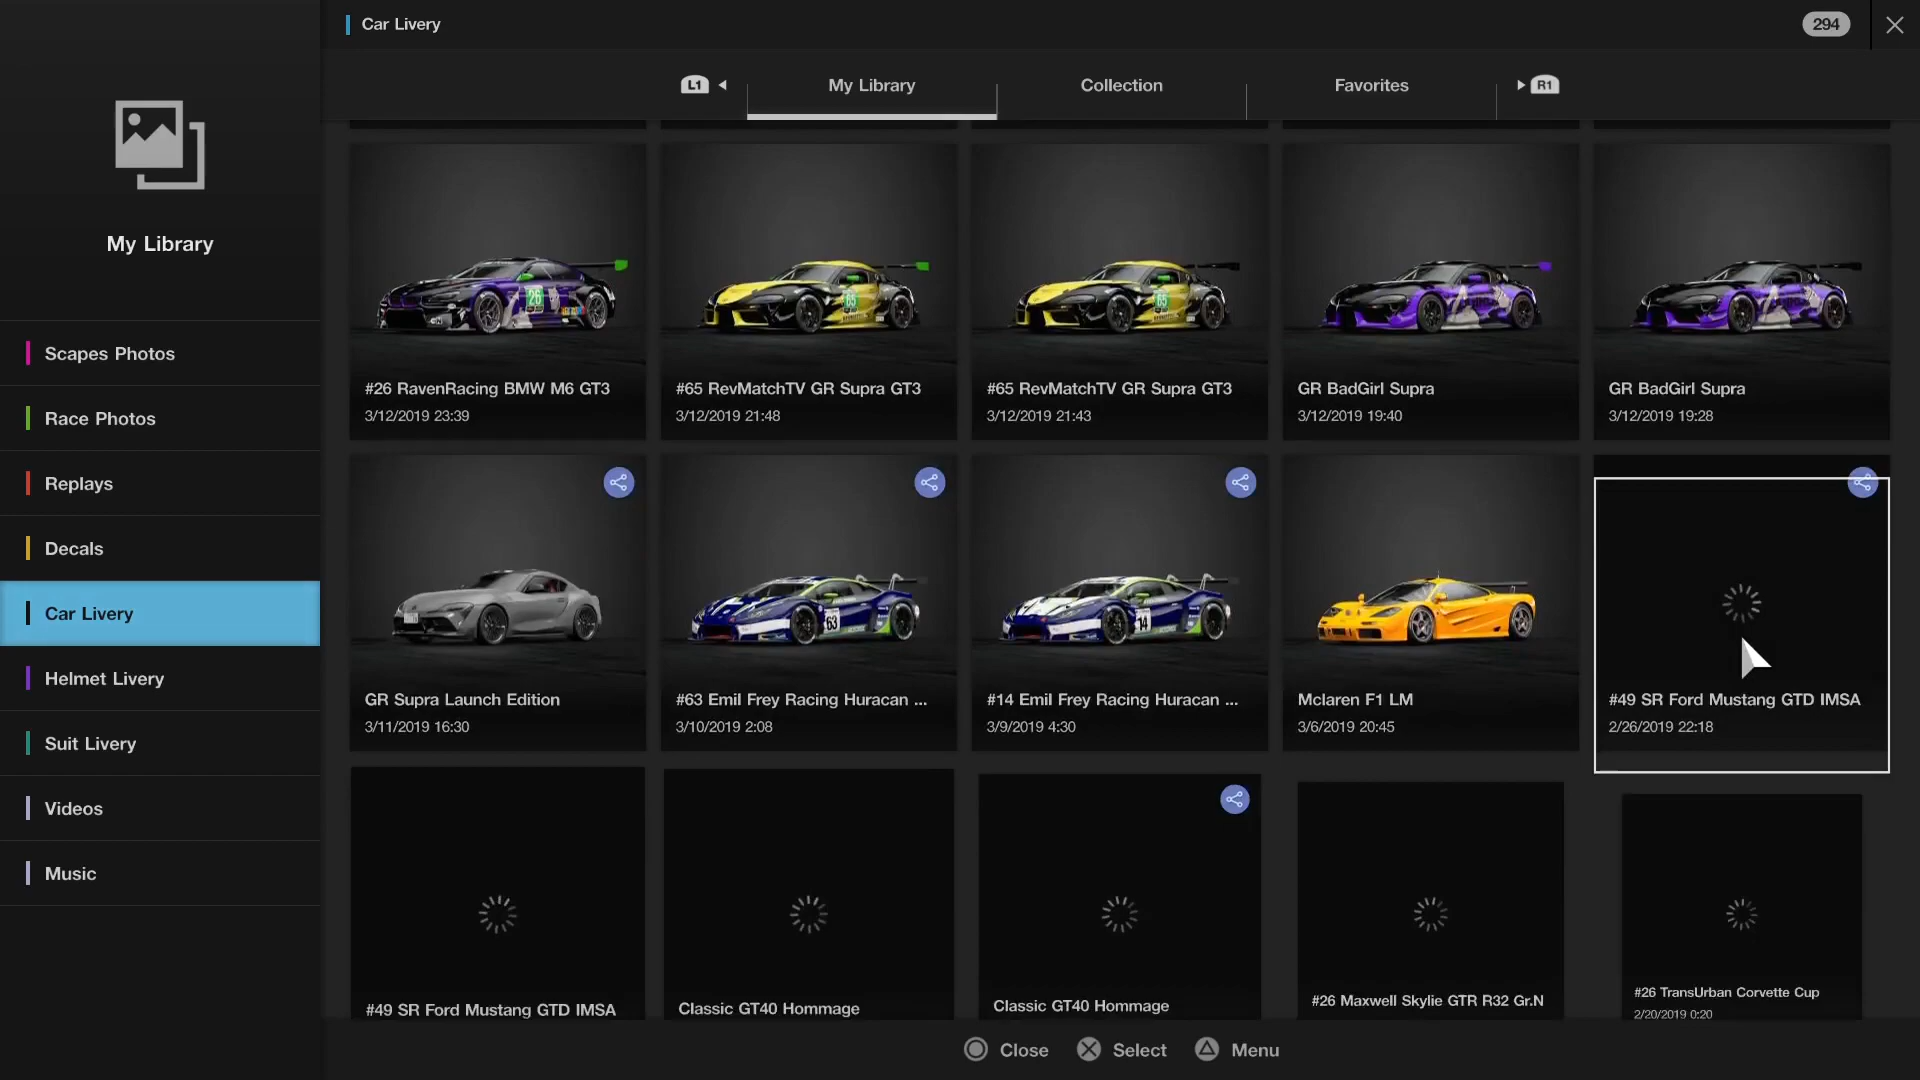 Car Livery
294
L1
My Library
Collection
Favorites
R1
My Library
Scapes Photos
Race Photos
Replays
Decals
Car Livery
Helmet Livery
Suit Livery
Videos
Music
26
#26 RavenRacing BMW M6 GT3
3/12/2019 23:39
65
#65 RevMatchTV GR Supra GT3
3/12/2019 21:48
65
#65 RevMatchTV GR Supra GT3
3/12/2019 21:43
GR BadGirl Supra
3/12/2019 19:40
GR BadGirl Supra
3/12/2019 19:28
GR Supra Launch Edition
3/11/2019 16:30
63
#63 Emil Frey Racing Huracan ...
3/10/2019 2:08
14
#14 Emil Frey Racing Huracan ...
3/9/2019 4:30
Mclaren F1 LM
3/6/2019 20:45
#49 SR Ford Mustang GTD IMSA
2/26/2019 22:18
#49 SR Ford Mustang GTD IMSA
Classic GT40 Hommage
Classic GT40 Hommage
#26 Maxwell Skylie GTR R32 Gr.N
#26 TransUrban Corvette Cup
2/20/2019 0:20
Close
Select
Menu